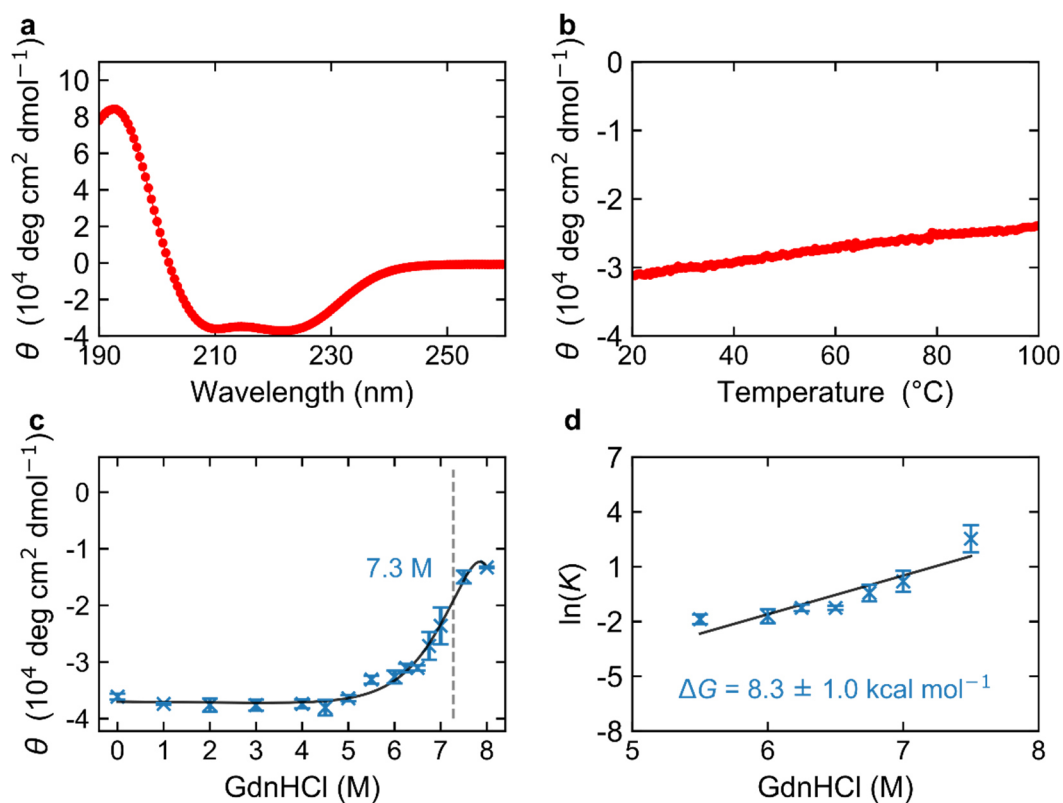 a
θ (10⁴ deg cm² dmol⁻¹)
10
8
6
4
2
0
-2
-4
190 210 230 250
Wavelength (nm)
b
θ (10⁴ deg cm² dmol⁻¹)
0
-1
-2
-3
-4
20 40 60 80 100
Temperature (°C)
c
θ (10⁴ deg cm² dmol⁻¹)
0
-1
-2
-3
-4
7.3 M
0 1 2 3 4 5 6 7 8
GdnHCl (M)
d
ln(K)
7
4
1
-2
-5
-8
ΔG = 8.3 ± 1.0 kcal mol⁻¹
5 6 7 8
GdnHCl (M)